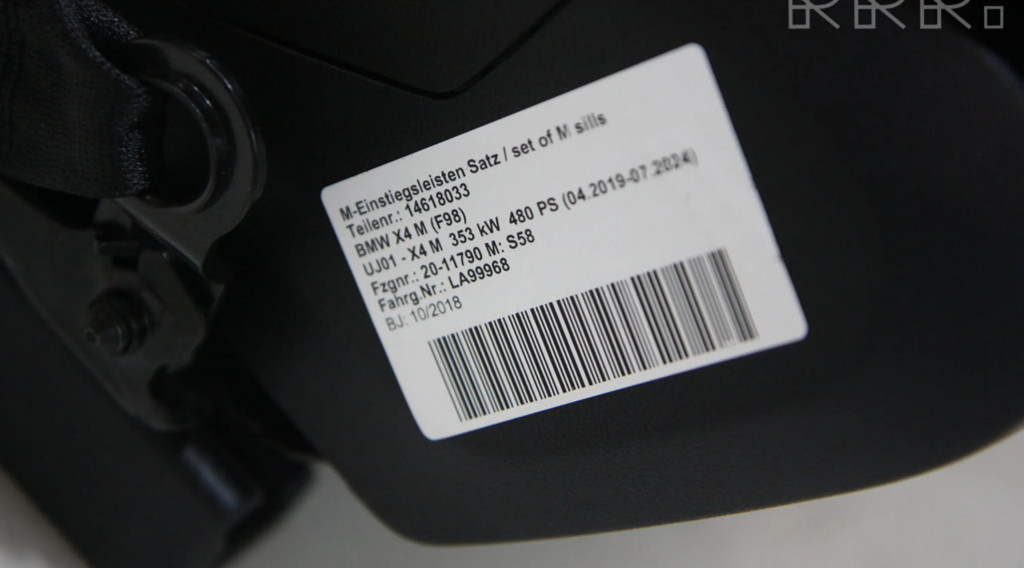 RRR.
M-Einstiegsleisten Satz / set of M sills
Teilenr.: 14618033
BMW X4 M (F98)
UJ01 - X4 M 353 kW 480 PS (04.2019-07.2024)
Fzgnr.: 20-11790 M: S58
Fahrg.Nr.: LA99968
BJ: 10/2018